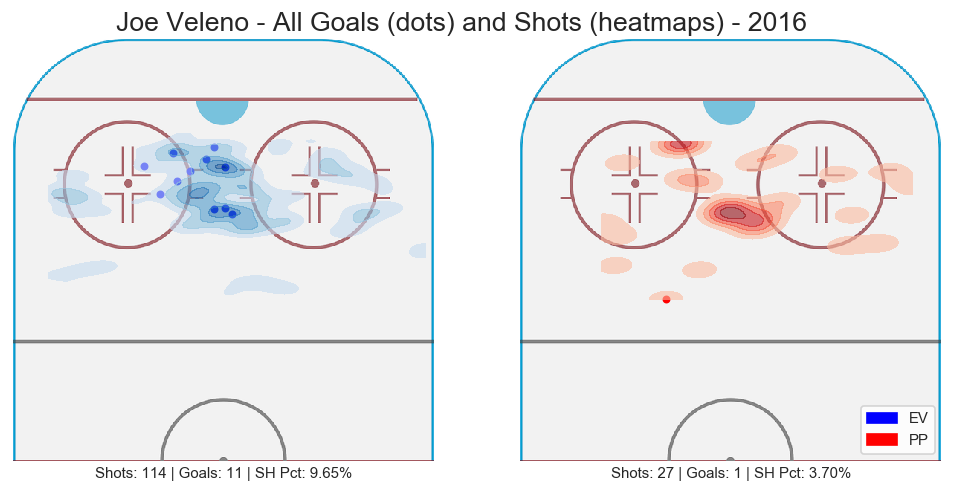 Joe Veleno - All Goals (dots) and Shots (heatmaps) - 2016
EV
PP
Shots: 114 | Goals: 11 | SH Pct: 9.65%
Shots: 27 | Goals: 1 | SH Pct: 3.70%